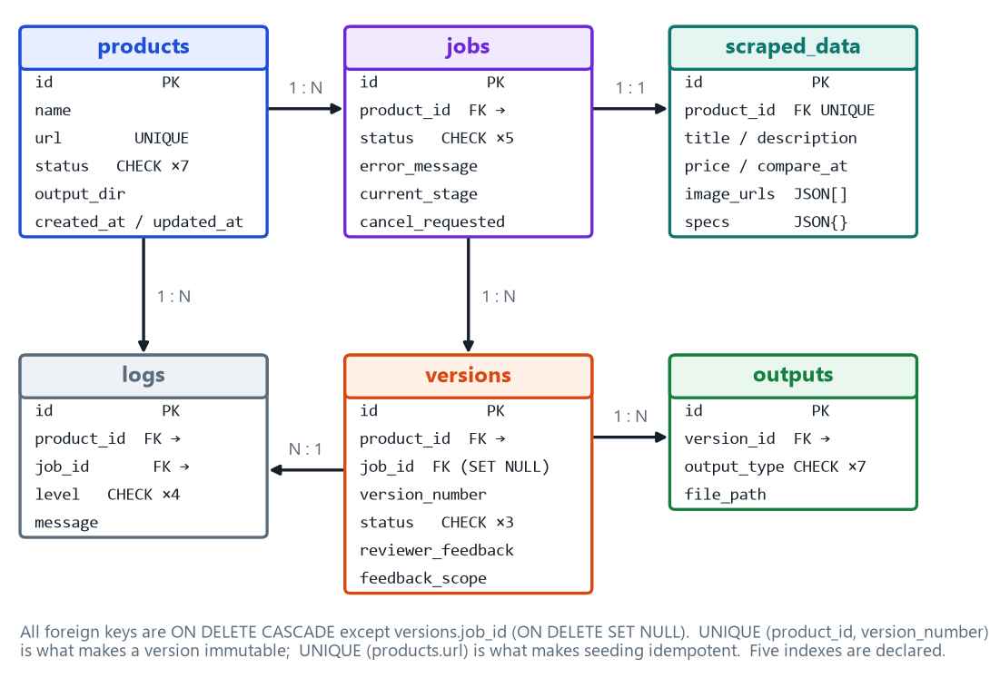 products
id PK
name
url UNIQUE
status CHECK ×7
output_dir
created_at / updated_at
1 : N
jobs
id PK
product_id FK →
status CHECK ×5
error_message
current_stage
cancel_requested
1 : 1
scraped_data
id PK
product_id FK UNIQUE
title / description
price / compare_at
image_urls JSON[]
specs JSON{}
1 : N
1 : N
logs
id PK
product_id FK →
job_id FK →
level CHECK ×4
message
N : 1
versions
id PK
product_id FK →
job_id FK (SET NULL)
version_number
status CHECK ×3
reviewer_feedback
feedback_scope
1 : N
outputs
id PK
version_id FK →
output_type CHECK ×7
file_path
All foreign keys are ON DELETE CASCADE except versions.job_id (ON DELETE SET NULL). UNIQUE (product_id, version_number)
is what makes a version immutable; UNIQUE (products.url) is what makes seeding idempotent. Five indexes are declared.